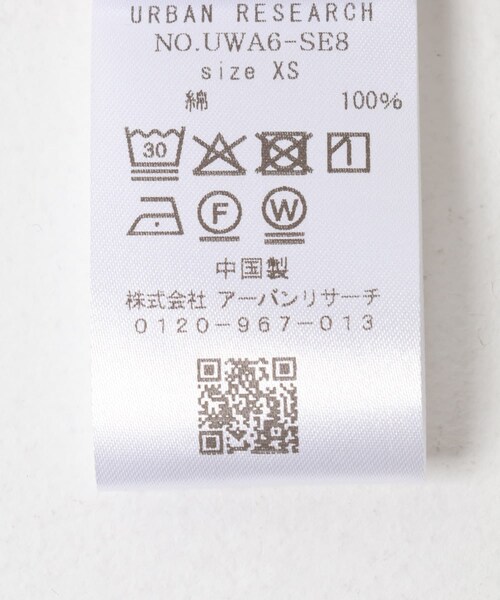 URBAN RESEARCH
NO.UWA6-SE8
size XS
綿 100%
30
F W
中国製
株式会社 アーバンリサーチ
0120-967-013